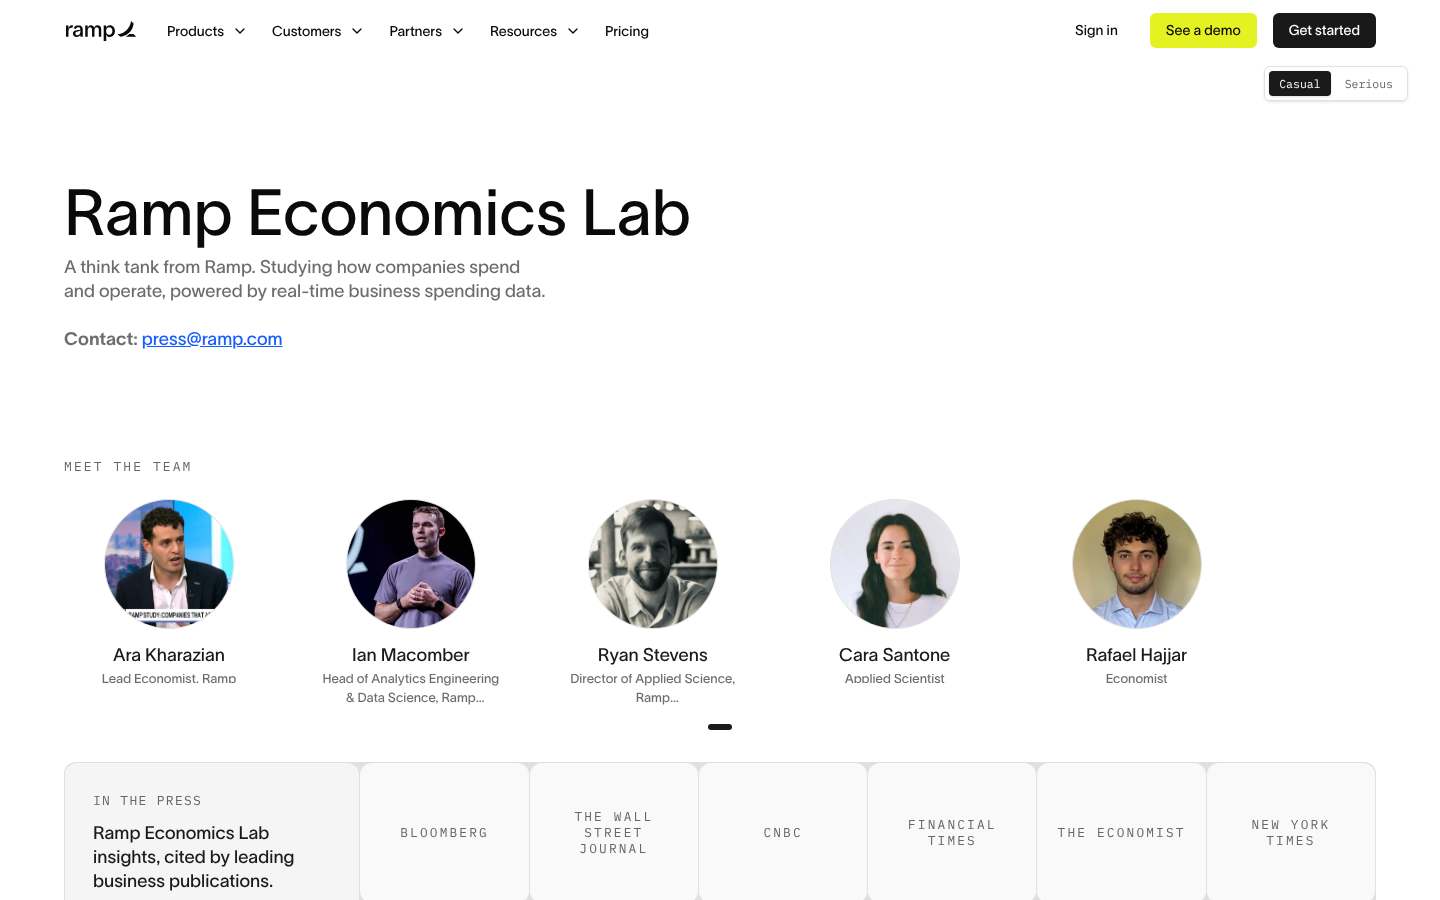 ramp
Products
Customers
Partners
Resources
Pricing
Sign in
See a demo
Get started
Casual
Serious
Ramp Economics Lab
A think tank from Ramp. Studying how companies spend
and operate, powered by real-time business spending data.
Contact: press@ramp.com
MEET THE TEAM
Ara Kharazian
Lead Economist, Ramp
Ian Macomber
Head of Analytics Engineering
& Data Science, Ramp...
Ryan Stevens
Director of Applied Science,
Ramp...
Cara Santone
Applied Scientist
Rafael Hajjar
Economist
IN THE PRESS
Ramp Economics Lab
insights, cited by leading
business publications.
BLOOMBERG
THE WALL
STREET
JOURNAL
CNBC
FINANCIAL
TIMES
THE ECONOMIST
NEW YORK
TIMES